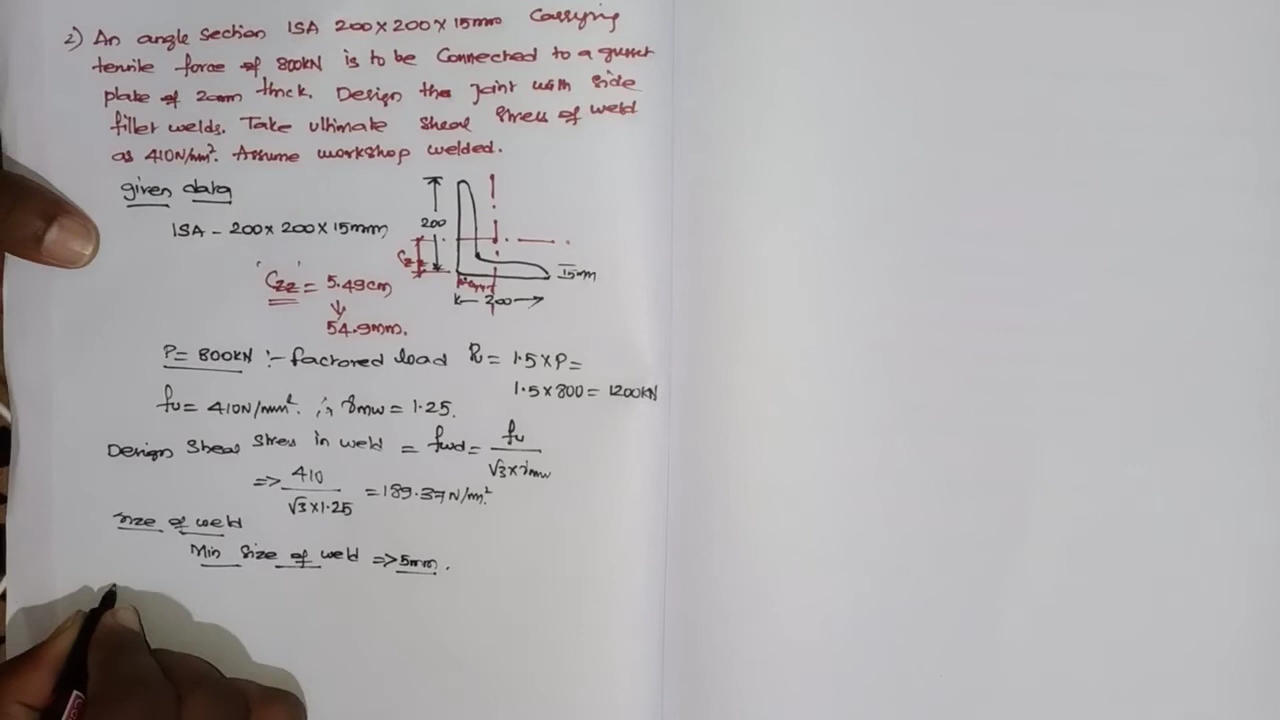 2) An angle section ISA 200×200×15mm Carrying
tensile force of 800KN is to be Connected to a gusset
plate of 20mm thick. Design the joint with side
fillet welds. Take ultimate shear stress of weld
as 410N/mm². Assume workshop welded.
given data
ISA - 200×200×15mm
200
Czz
15mm
200
'Czz' = 5.49cm
54.9mm.
P = 800KN :- factored load Pu = 1.5×P =
1.5×800 = 1200KN
fu = 410N/mm². ∴ γmw = 1.25.
Design shear stress in weld = fwd = fu/√3×γmw
=> 410/√3×1.25 = 189.37N/mm²
size of weld
Min size of weld => 5mm.